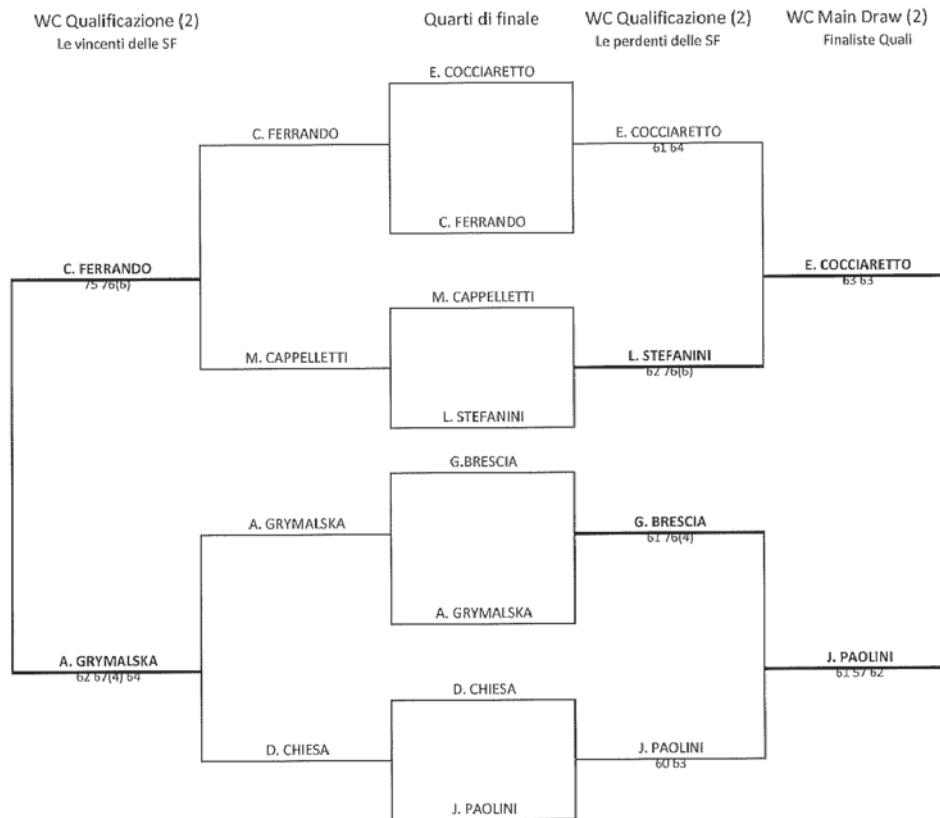 WC Qualificazione (2)
Le vincenti delle SF
Quarti di finale
WC Qualificazione (2)
Le perdenti delle SF
WC Main Draw (2)
Finaliste Quali
E. COCCIARETTO
C. FERRANDO
E. COCCIARETTO
61 64
C. FERRANDO
C. FERRANDO
75 76(6)
E. COCCIARETTO
63 63
M. CAPPELLETTI
M. CAPPELLETTI
L. STEFANINI
62 76(6)
L. STEFANINI
G.BRESCIA
A. GRYMALSKA
G. BRESCIA
61 76(4)
A. GRYMALSKA
A. GRYMALSKA
62 67(4) 64
J. PAOLINI
61 57 62
D. CHIESA
D. CHIESA
J. PAOLINI
60 63
J. PAOLINI